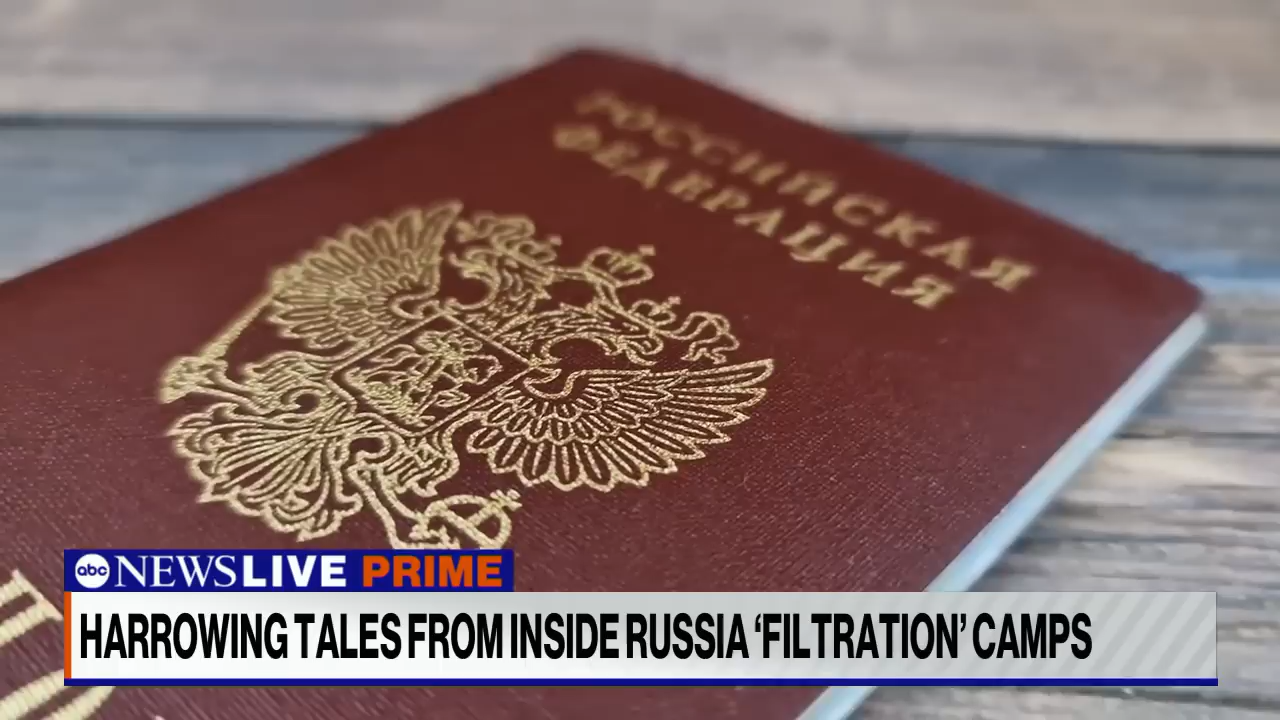 РОССИЙСКАЯ
ФЕДЕРАЦИЯ
abc NEWS LIVE PRIME
HARROWING TALES FROM INSIDE RUSSIA ‘FILTRATION’ CAMPS